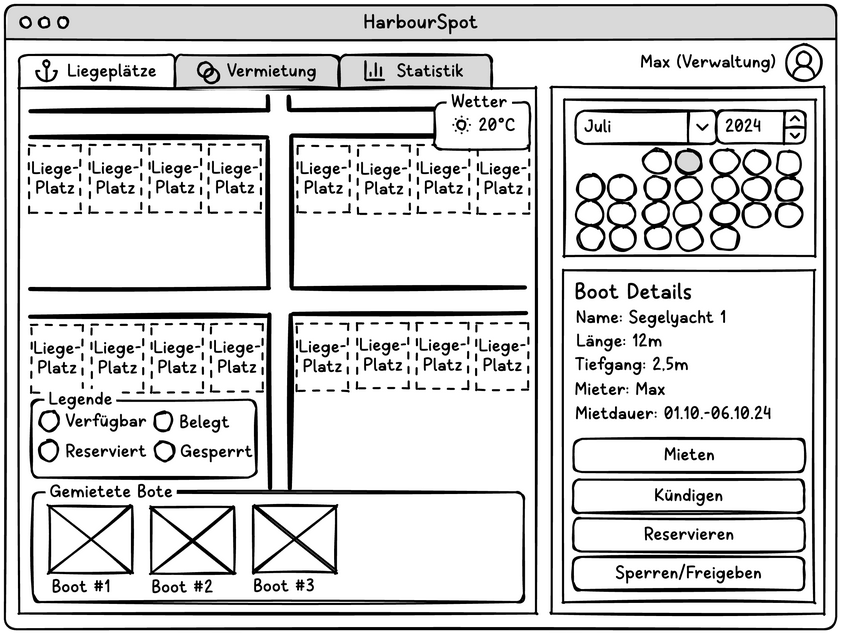 HarbourSpot
Liegeplätze
Vermietung
Statistik
Max (Verwaltung)
Wetter
20°C
Liege-
Platz
Liege-
Platz
Liege-
Platz
Liege-
Platz
Liege-
Platz
Liege-
Platz
Liege-
Platz
Liege-
Platz
Liege-
Platz
Liege-
Platz
Liege-
Platz
Liege-
Platz
Liege-
Platz
Liege-
Platz
Liege-
Platz
Liege-
Platz
Legende
Verfügbar
Belegt
Reserviert
Gesperrt
Gemietete Bote
Boot #1
Boot #2
Boot #3
Juli
2024
Boot Details
Name: Segelyacht 1
Länge: 12m
Tiefgang: 2,5m
Mieter: Max
Mietdauer: 01.10.-06.10.24
Mieten
Kündigen
Reservieren
Sperren/Freigeben